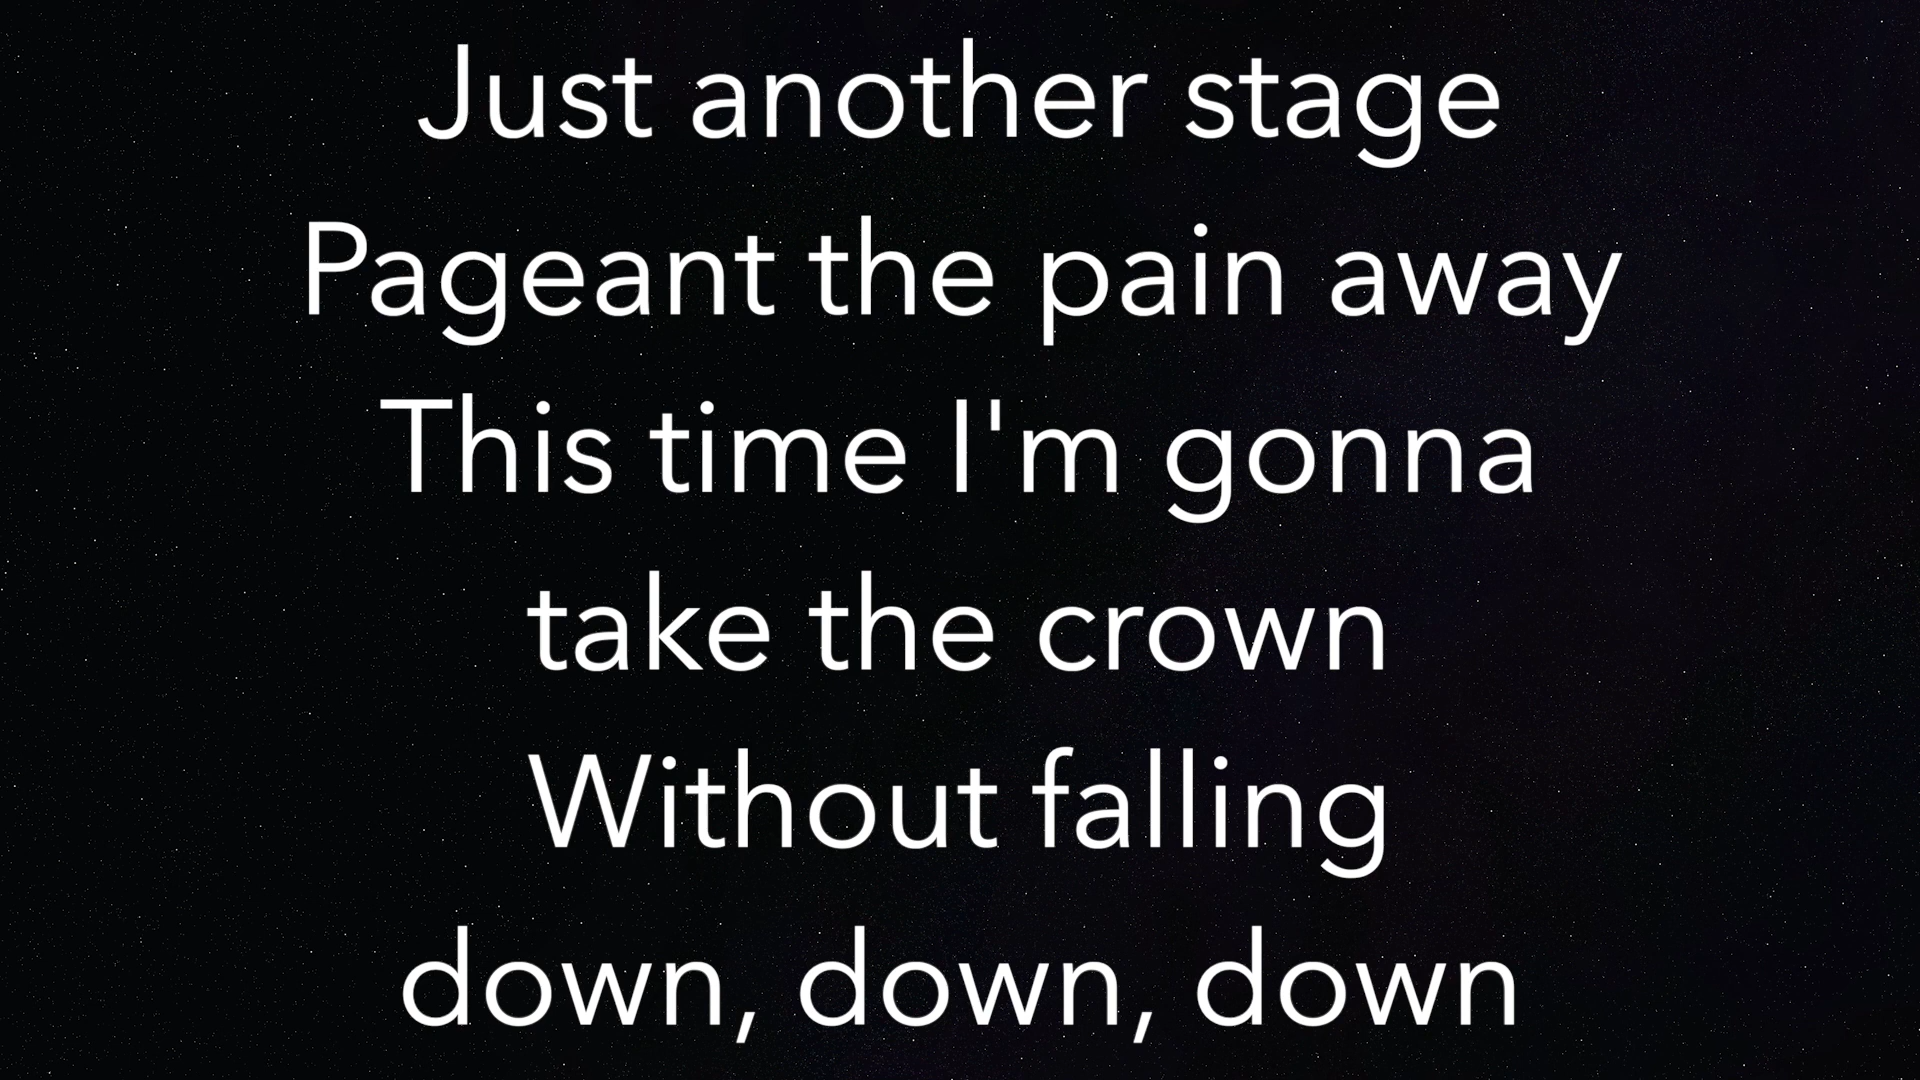 Just another stage
Pageant the pain away
This time I'm gonna
take the crown
Without falling
down, down, down